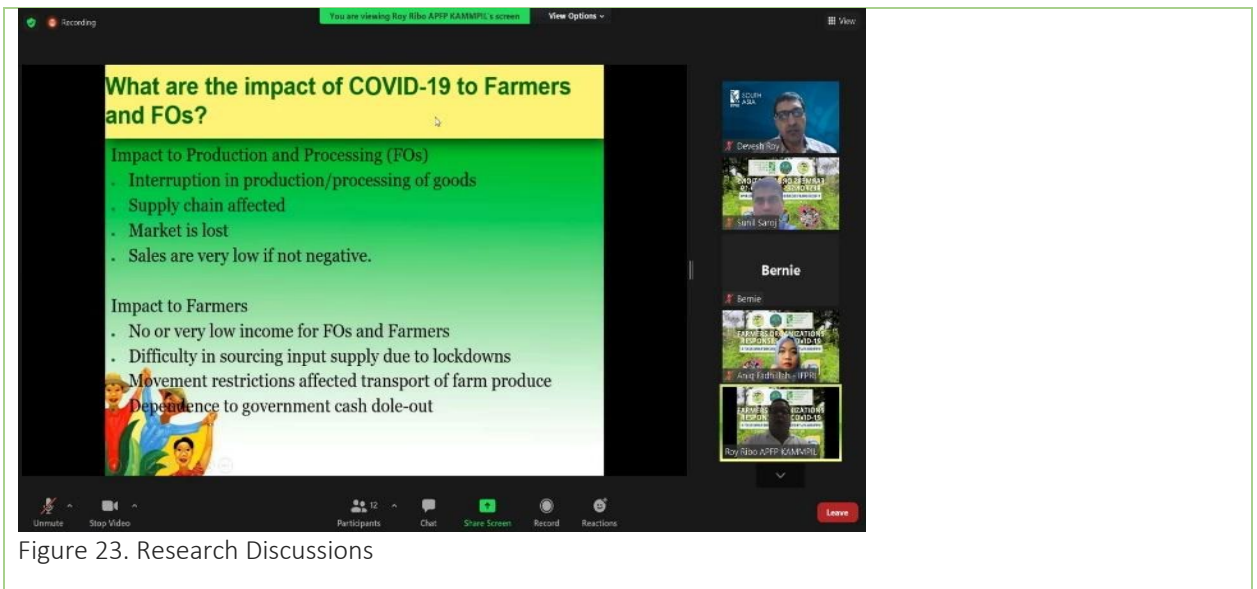 Recording
You are viewing Roy Ribo APFP KAMMPIL's screen
View Options
View
What are the impact of COVID-19 to Farmers
and FOs?
Impact to Production and Processing (FOs)
. Interruption in production/processing of goods
. Supply chain affected
. Market is lost
. Sales are very low if not negative.
Impact to Farmers
. No or very low income for FOs and Farmers
. Difficulty in sourcing input supply due to lockdowns
. Movement restrictions affected transport of farm produce
. Dependence to government cash dole-out
SOUTH
ASIA
Devesh Roy
Sunil Saroj
Bernie
Bernie
FARMERS ORGANIZATIONS
Aniq Fadhillah - IFPRI
FARMERS ORGANIZATIONS
COVID-19
Roy Ribo APFP KAMMPIL
Unmute
Stop Video
12
Participants
Chat
Share Screen
Record
Reactions
Leave
Figure 23. Research Discussions